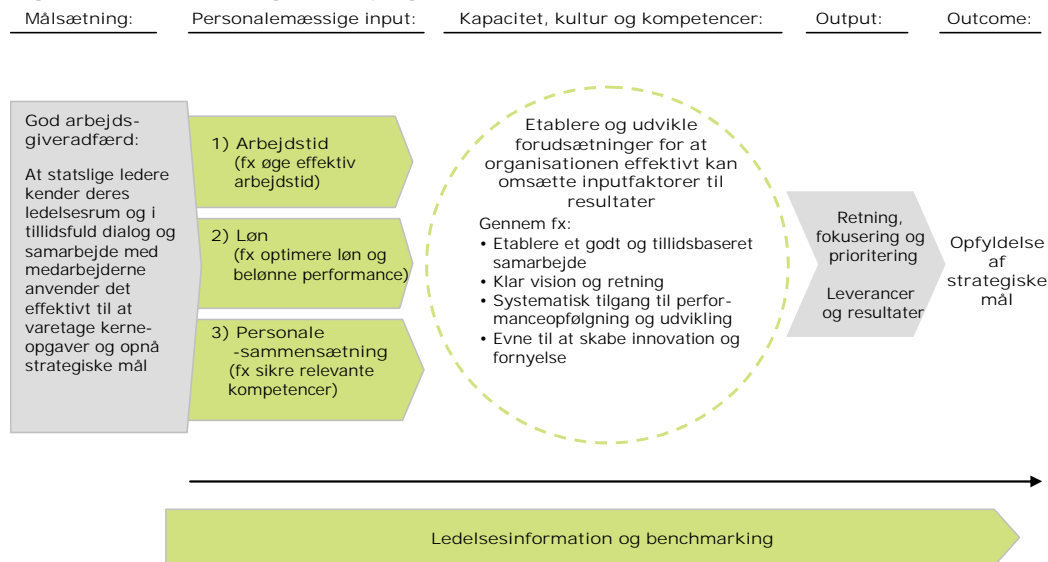 Målsætning:
Personalemæssige input:
Kapacitet, kultur og kompetencer:
Output:
Outcome:
God arbejds-
giveradfærd:
At statslige ledere
kender deres
ledelsesrum og i
tillidsfuld dialog og
samarbejde med
medarbejderne
anvender det
effektivt til at
varetage kerne-
opgaver og opnå
strategiske mål
1) Arbejdstid
(fx øge effektiv
arbejdstid)
2) Løn
(fx optimere løn og
belønne performance)
3) Personale
-sammensætning
(fx sikre relevante
kompetencer)
Etablere og udvikle
forudsætninger for at
organisationen effektivt kan
omsætte inputfaktorer til
resultater
Gennem fx:
• Etablere et godt og tillidsbaseret
samarbejde
• Klar vision og retning
• Systematisk tilgang til perfor-
manceopfølgning og udvikling
• Evne til at skabe innovation og
fornyelse
Retning,
fokusering og
prioritering
Leverancer
og resultater
Opfyldelse
af
strategiske
mål
Ledelsesinformation og benchmarking